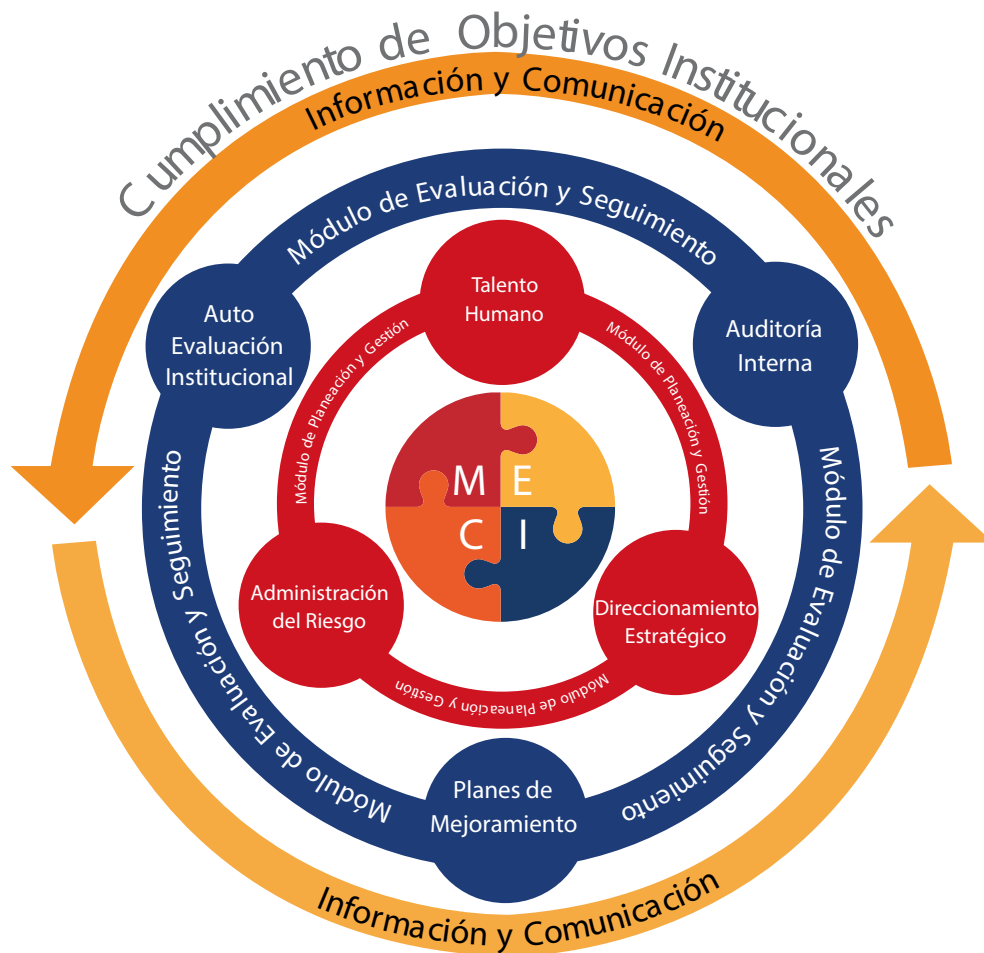 Cumplimiento de Objetivos Institucionales
Información y Comunicación
Módulo de Evaluación y Seguimiento
Talento
Humano
Auto
Evaluación
Institucional
Auditoría
Interna
Módulo de Planeación y Gestión
Módulo de Planeación y Gestión
M E
C I
Módulo de Evaluación y Seguimiento
Módulo de Evaluación y Seguimiento
Administración
del Riesgo
Direccionamiento
Estratégico
Módulo de Planeación y Gestión
Planes de
Mejoramiento
Información y Comunicación